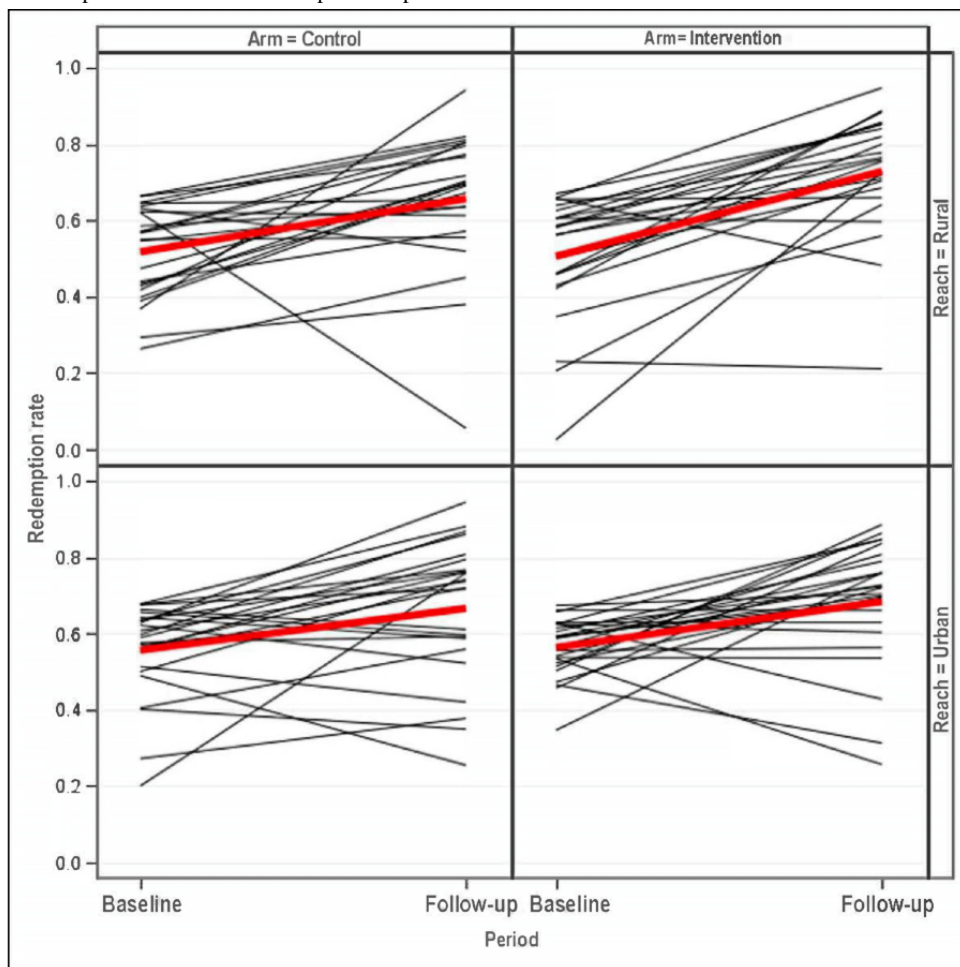 Arm = Control
Arm= Intervention
1.0
0.8
0.6
0.4
0.2
0.0
Reach = Rural
Redemption rate
1.0
0.8
0.6
0.4
0.2
0.0
Reach = Urban
Baseline
Follow-up
Baseline
Follow-up
Period